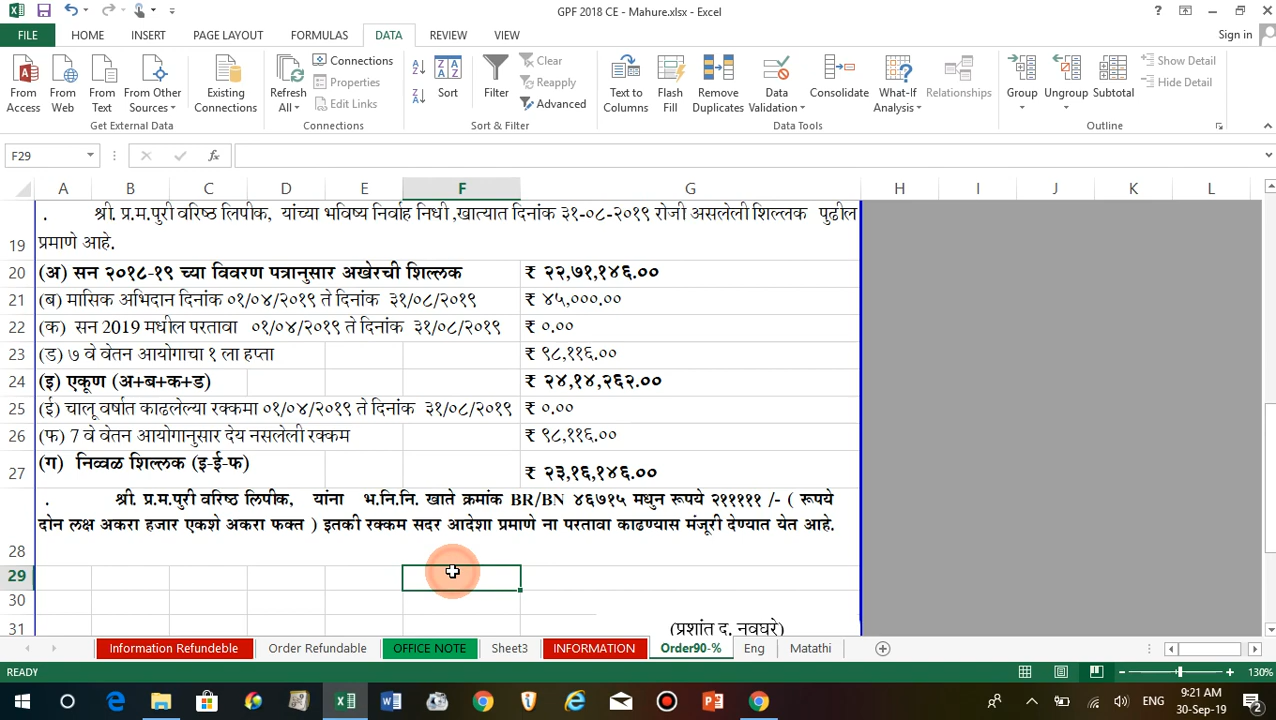 GPF 2018 CE - Mahure.xlsx - Excel
Sign in
FILE HOME INSERT PAGE LAYOUT FORMULAS DATA REVIEW VIEW
From Access
From Web
From Text
From Other Sources
Existing Connections
Get External Data
Refresh All
Connections
Properties
Edit Links
Connections
Sort
Filter
Clear
Reapply
Advanced
Sort & Filter
Text to Columns
Flash Fill
Remove Duplicates
Data Validation
Consolidate
What-If Analysis
Relationships
Data Tools
Group
Ungroup
Subtotal
Show Detail
Hide Detail
Outline
F29
A B C D E F G H I J K L
. श्री. प्र.म.पुरी वरिष्ठ लिपीक, यांच्या भविष्य निर्वाह निधी ,खात्यात दिनांक ३१-०८-२०१९ रोजी असलेली शिल्लक पुढील
19 प्रमाणे आहे.
20 (अ) सन २०१८-१९ च्या विवरण पत्रानुसार अखेरची शिल्लक ₹ २२,७१,१४६.००
21 (ब) मासिक अभिदान दिनांक ०१/०४/२०१९ ते दिनांक ३१/०८/२०१९ ₹ ४५,०००.००
22 (क) सन 2019 मधील परतावा ०१/०४/२०१९ ते दिनांक ३१/०८/२०१९ ₹ ०.००
23 (ड) ७ वे वेतन आयोगाचा १ ला हप्ता ₹ ९८,११६.००
24 (इ) एकूण (अ+ब+क+ड) ₹ २४,१४,२६२.००
25 (ई) चालू वर्षात काढलेल्या रक्कमा ०१/०४/२०१९ ते दिनांक ३१/०८/२०१९ ₹ ०.००
26 (फ) 7 वे वेतन आयोगानुसार देय नसलेली रक्कम ₹ ९८,११६.००
27 (ग) निव्वळ शिल्लक (इ-ई-फ) ₹ २३,१६,१४६.००
. श्री. प्र.म.पुरी वरिष्ठ लिपीक, यांना भ.नि.नि. खाते क्रमांक BR/BN ४६७१५ मधुन रूपये २१११११ /- ( रूपये
दोन लक्ष अकरा हजार एकशे अकरा फक्त ) इतकी रक्कम सदर आदेशा प्रमाणे ना परतावा काढण्यास मंजूरी देण्यात येत आहे.
28
29
30
31 (प्रशांत द. नवघरे)
Information Refundeble Order Refundable OFFICE NOTE Sheet3 INFORMATION Order90-% Eng Mathathi
READY 130%
ENG 9:21 AM
30-Sep-19
2